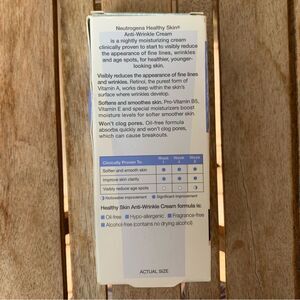 Neutrogena Healthy Skin®
Anti-Wrinkle Cream
is a nightly moisturizing cream
clinically proven to start to visibly reduce
the appearance of fine lines, wrinkles
and age spots, for healthier, younger-
looking skin.
Visibly reduces the appearance of fine lines
and wrinkles. Retinol, the purest form of
Vitamin A, works deep within the skin's
surface where wrinkles develop.
Softens and smoothes skin. Pro-Vitamin B5,
Vitamin E and special moisturizers boost
moisture levels for softer smoother skin.
Won't clog pores. Oil-free formula
absorbs quickly and won't clog pores,
which can cause breakouts.
Clinically Proven To: Week 1 Week 4
Soften and smooth skin
Improve skin clarity
Visibly reduce age spots
Noticeable improvement Significant improvement
Healthy Skin Anti-Wrinkle Cream formula is:
Oil-free Hypo-allergenic Fragrance-free
Alcohol-free (contains no drying alcohol)
ACTUAL SIZE